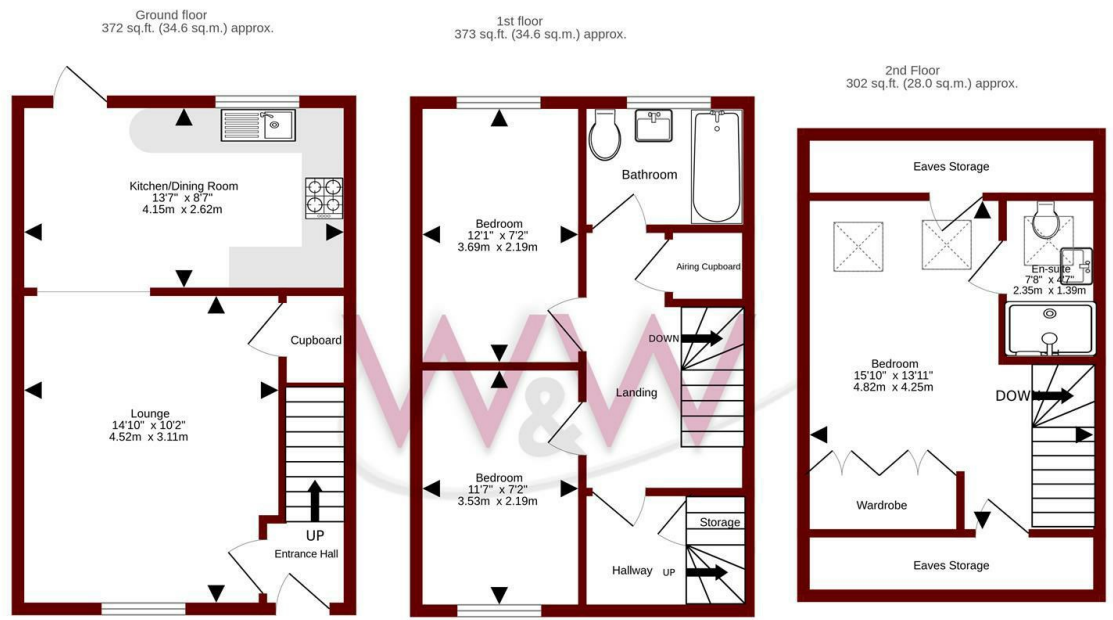 Ground floor
372 sq.ft. (34.6 sq.m.) approx.
Kitchen/Dining Room
13'7" x 8'7"
4.15m x 2.62m
Cupboard
Lounge
14'10" x 10'2"
4.52m x 3.11m
UP
Entrance Hall
1st floor
373 sq.ft. (34.6 sq.m.) approx.
Bathroom
Bedroom
12'1" x 7'2"
3.69m x 2.19m
Airing Cupboard
DOWN
Landing
Bedroom
11'7" x 7'2"
3.53m x 2.19m
Storage
Hallway UP
W&W
2nd Floor
302 sq.ft. (28.0 sq.m.) approx.
Eaves Storage
En-suite
7'8" x 4'7"
2.35m x 1.39m
Bedroom
15'10" x 13'11"
4.82m x 4.25m
DOW
Wardrobe
Eaves Storage